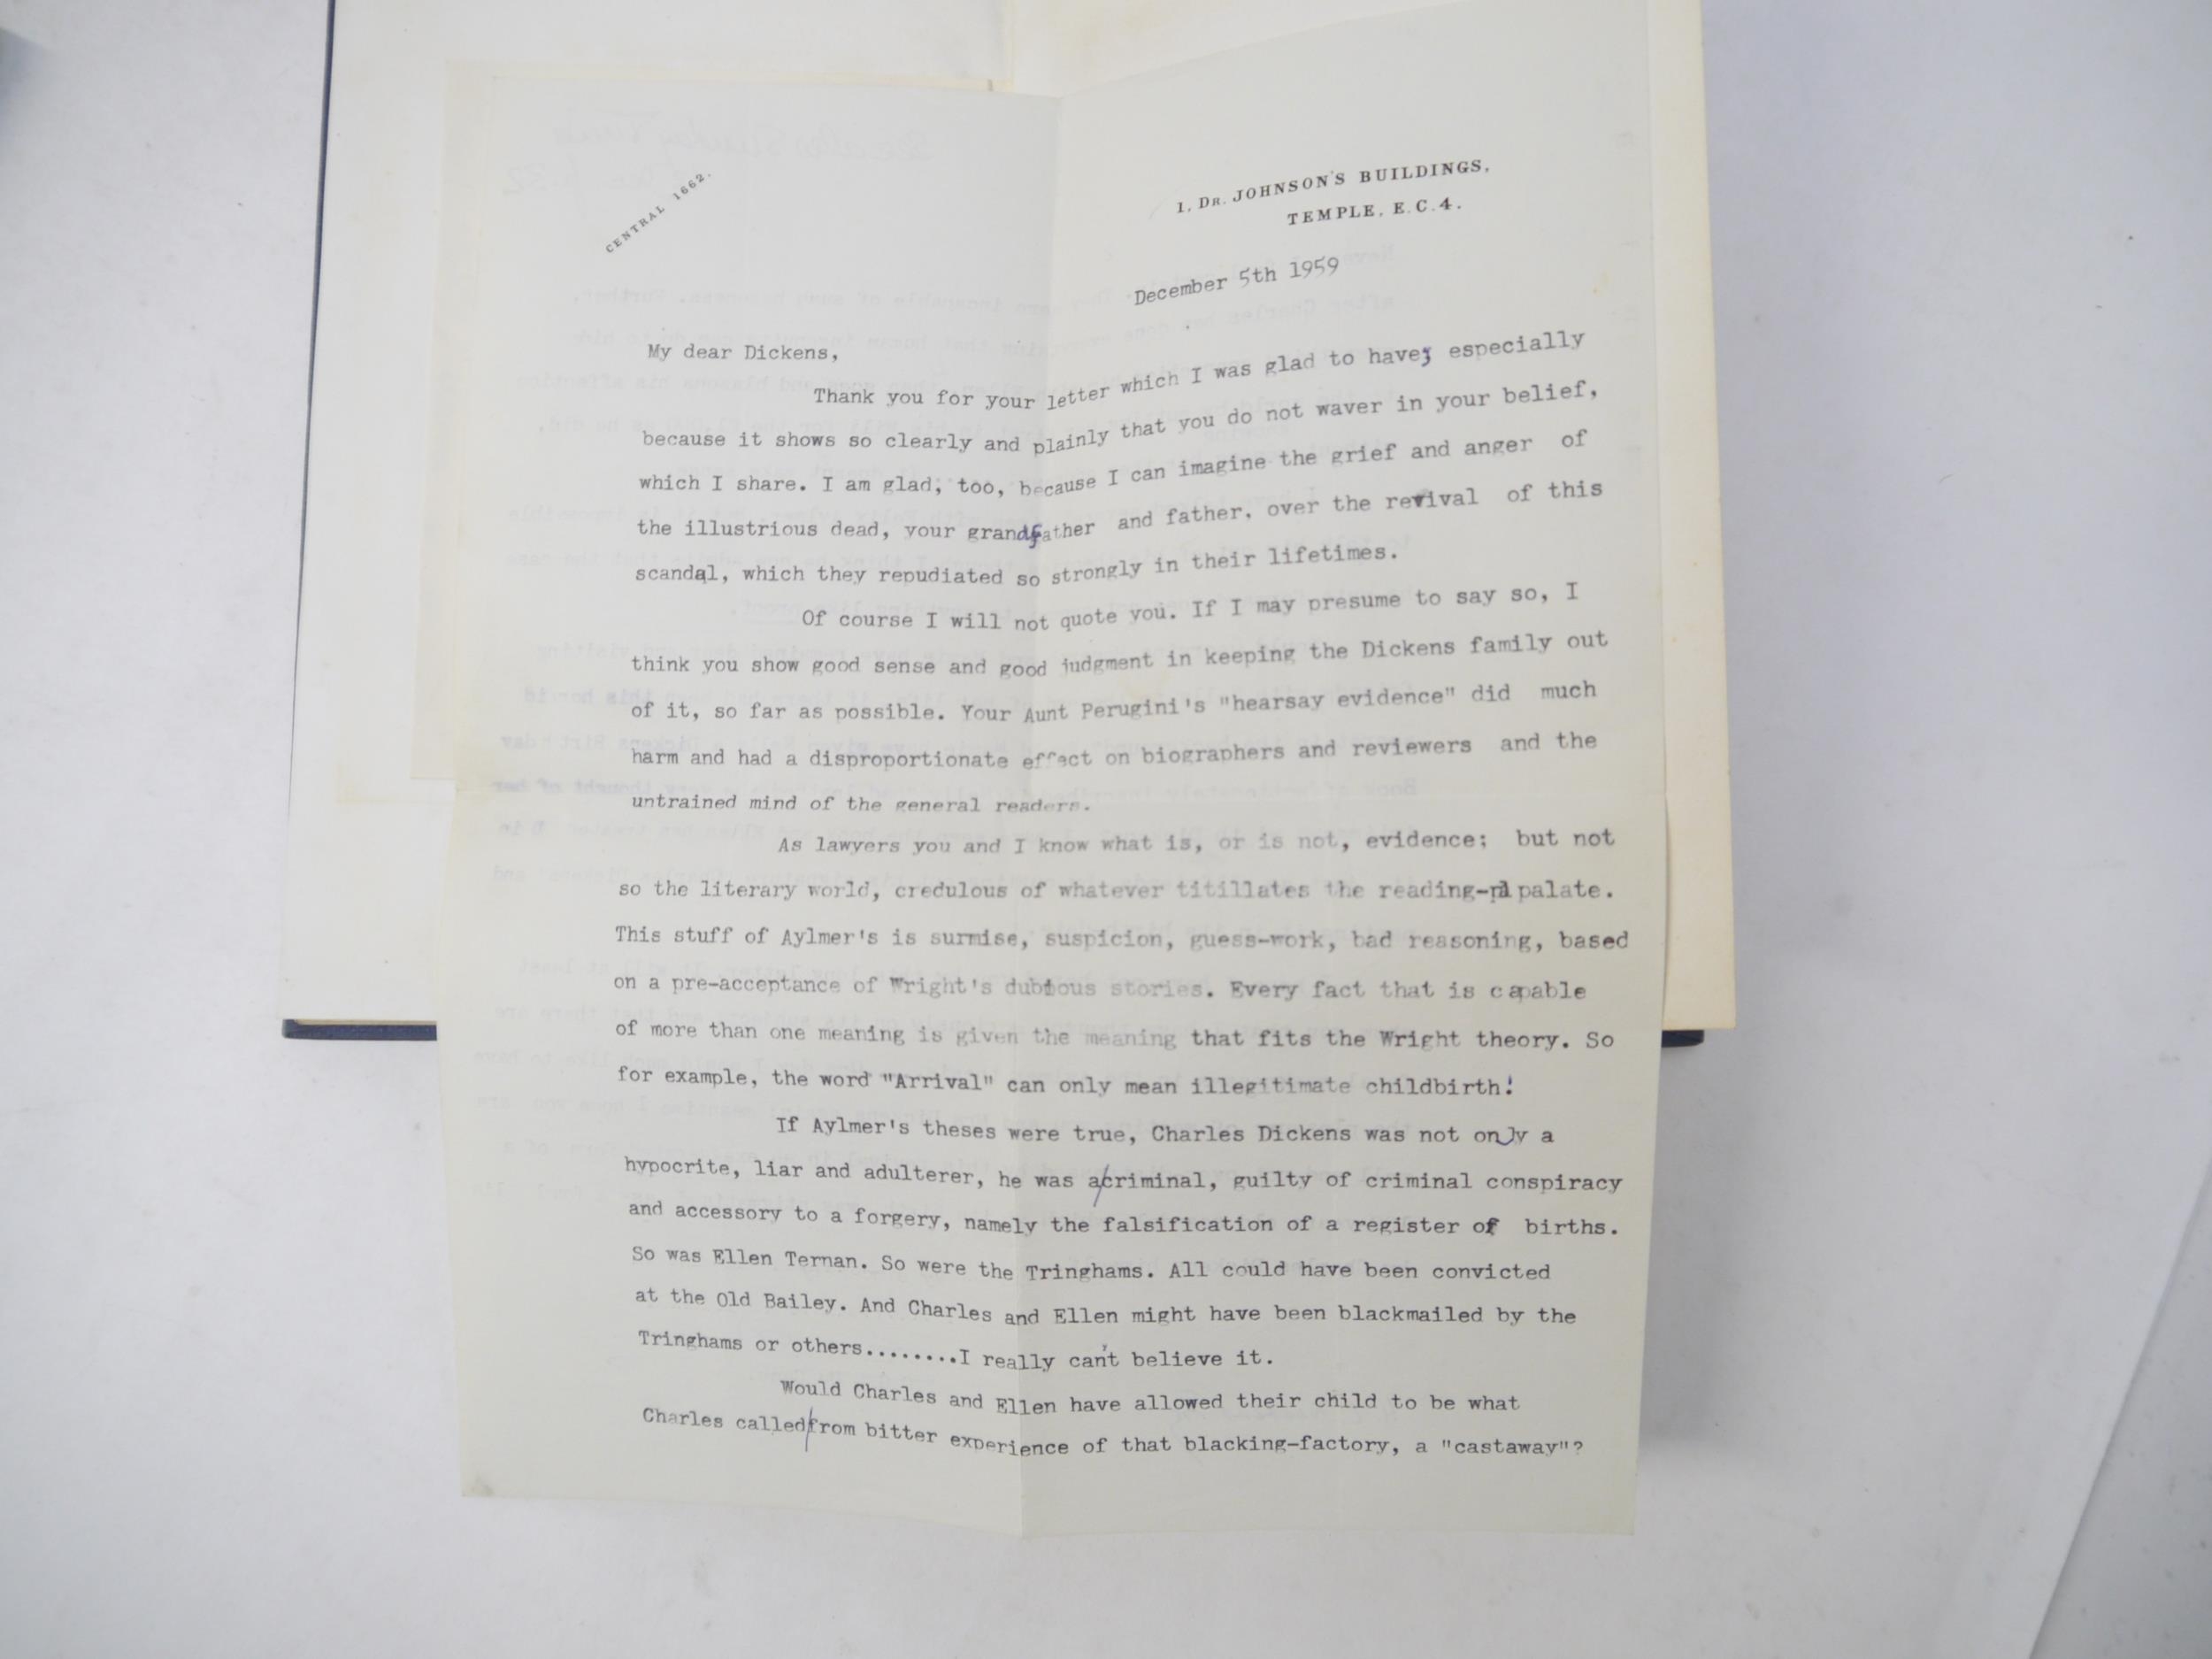 CENTRAL 1662.
1, DR. JOHNSON'S BUILDINGS,
TEMPLE, E.C.4.
December 5th 1959
My dear Dickens,
Thank you for your letter which I was glad to have; especially
because it shows so clearly and plainly that you do not waver in your belief,
which I share. I am glad, too, because I can imagine the grief and anger of
the illustrious dead, your grandfather and father, over the revival of this
scandal, which they repudiated so strongly in their lifetimes.
Of course I will not quote you. If I may presume to say so, I
think you show good sense and good judgment in keeping the Dickens family out
of it, so far as possible. Your Aunt Perugini's "hearsay evidence" did much
harm and had a disproportionate effect on biographers and reviewers and the
untrained mind of the general readers.
As lawyers you and I know what is, or is not, evidence; but not
so the literary world, credulous of whatever titillates the reading- palate.
This stuff of Aylmer's is surmise, suspicion, guess-work, bad reasoning, based
on a pre-acceptance of Wright's dubious stories. Every fact that is capable
of more than one meaning is given the meaning that fits the Wright theory. So
for example, the word "Arrival" can only mean illegitimate childbirth!
If Aylmer's theses were true, Charles Dickens was not only a
hypocrite, liar and adulterer, he was a/criminal, guilty of criminal conspiracy
and accessory to a forgery, namely the falsification of a register of births.
So was Ellen Ternan. So were the Tringhams. All could have been convicted
at the Old Bailey. And Charles and Ellen might have been blackmailed by the
Tringhams or others........I really can't believe it.
Would Charles and Ellen have allowed their child to be what
Charles called/from bitter experience of that blacking-factory, a "castaway"?